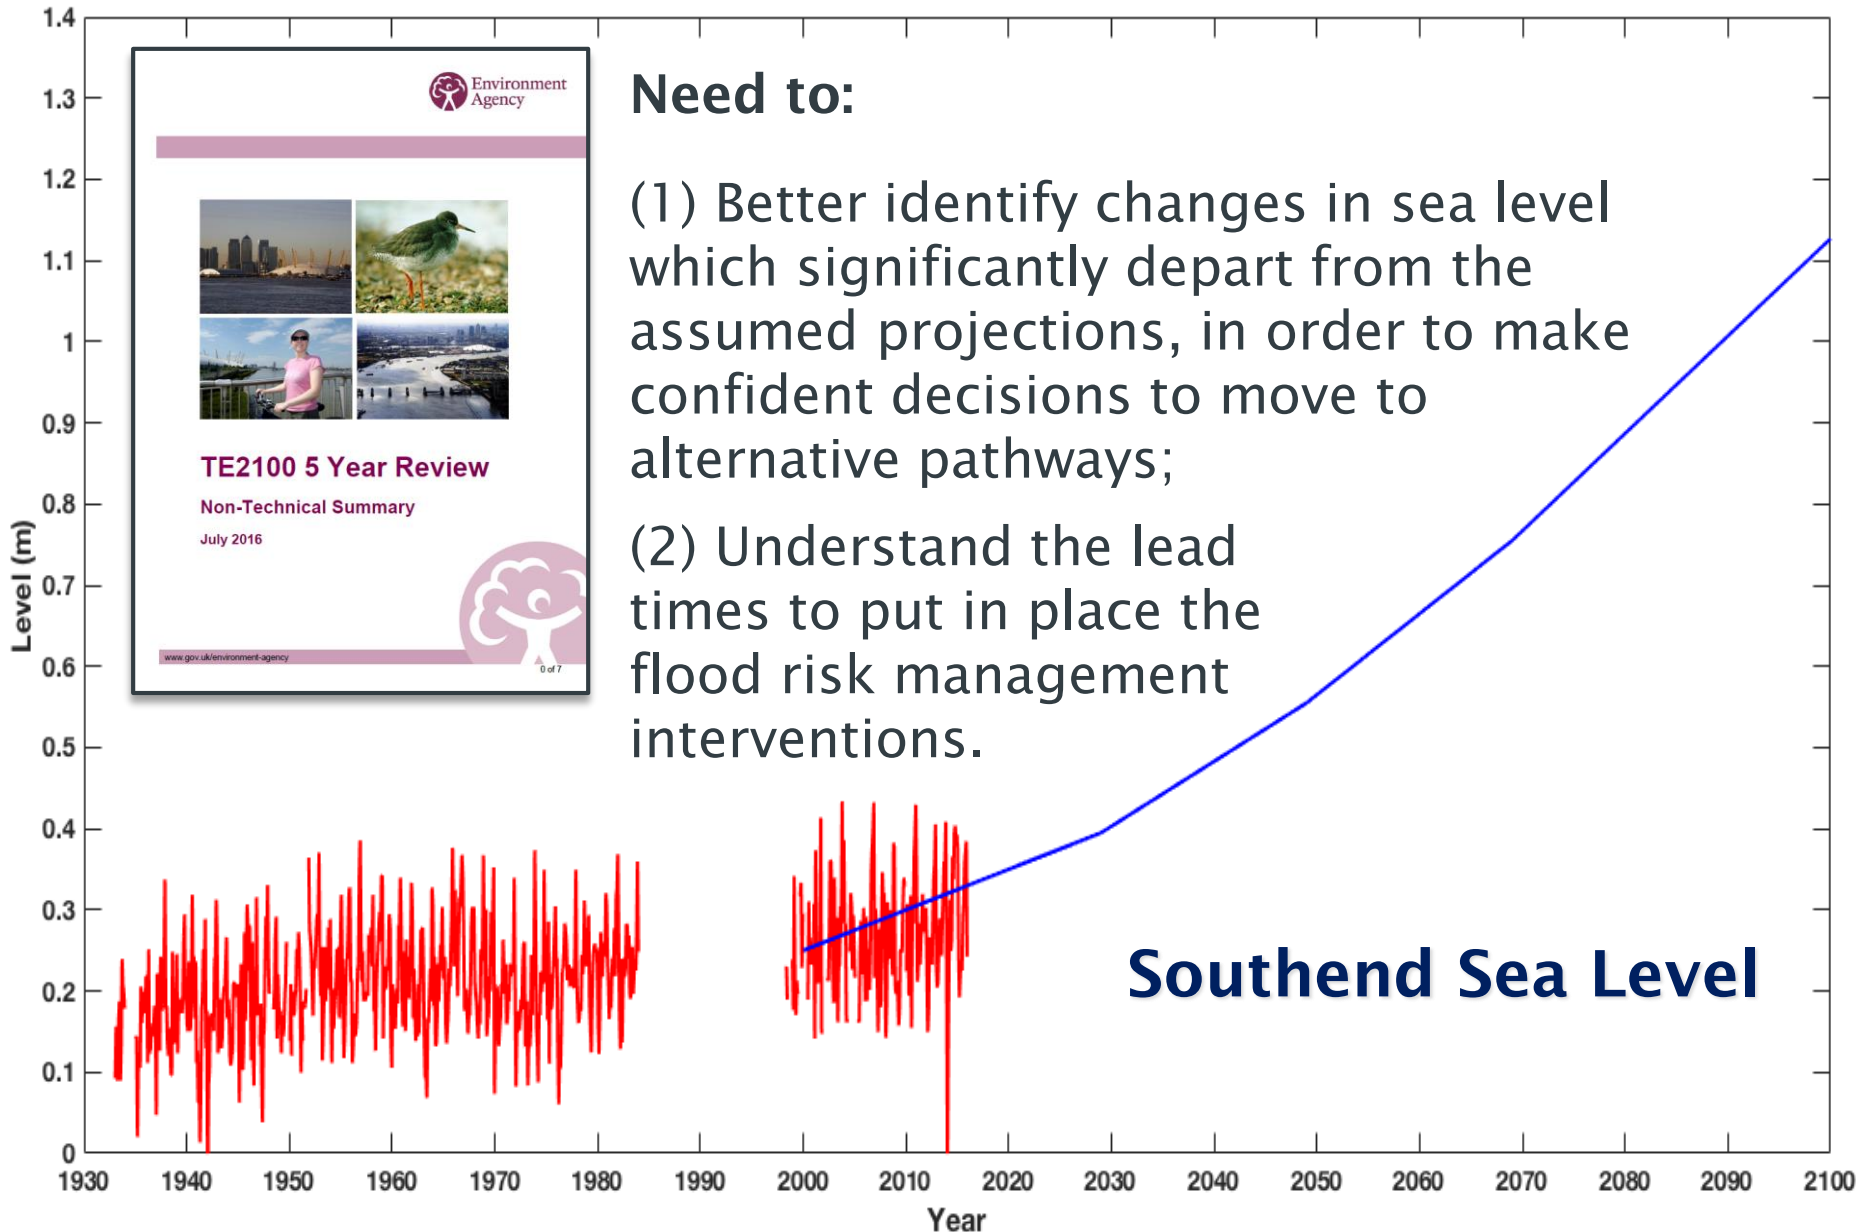 1.4
1.3
1.2
1.1
1
0.9
0.8
0.7
0.6
0.5
0.4
0.3
0.2
0.1
0
Level (m)
Environment
Agency
TE2100 5 Year Review
Non-Technical Summary
July 2016
www.gov.uk/environment-agency
0 of 7
Need to:
(1) Better identify changes in sea level
which significantly depart from the
assumed projections, in order to make
confident decisions to move to
alternative pathways;
(2) Understand the lead
times to put in place the
flood risk management
interventions.
Southend Sea Level
1930 1940 1950 1960 1970 1980 1990 2000 2010 2020 2030 2040 2050 2060 2070 2080 2090 2100
Year